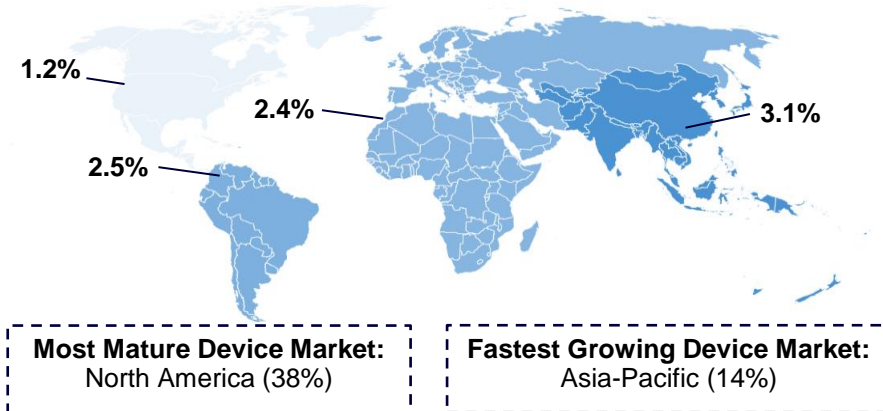 1.2%
2.4%
3.1%
2.5%
Most Mature Device Market:
North America (38%)
Fastest Growing Device Market:
Asia-Pacific (14%)